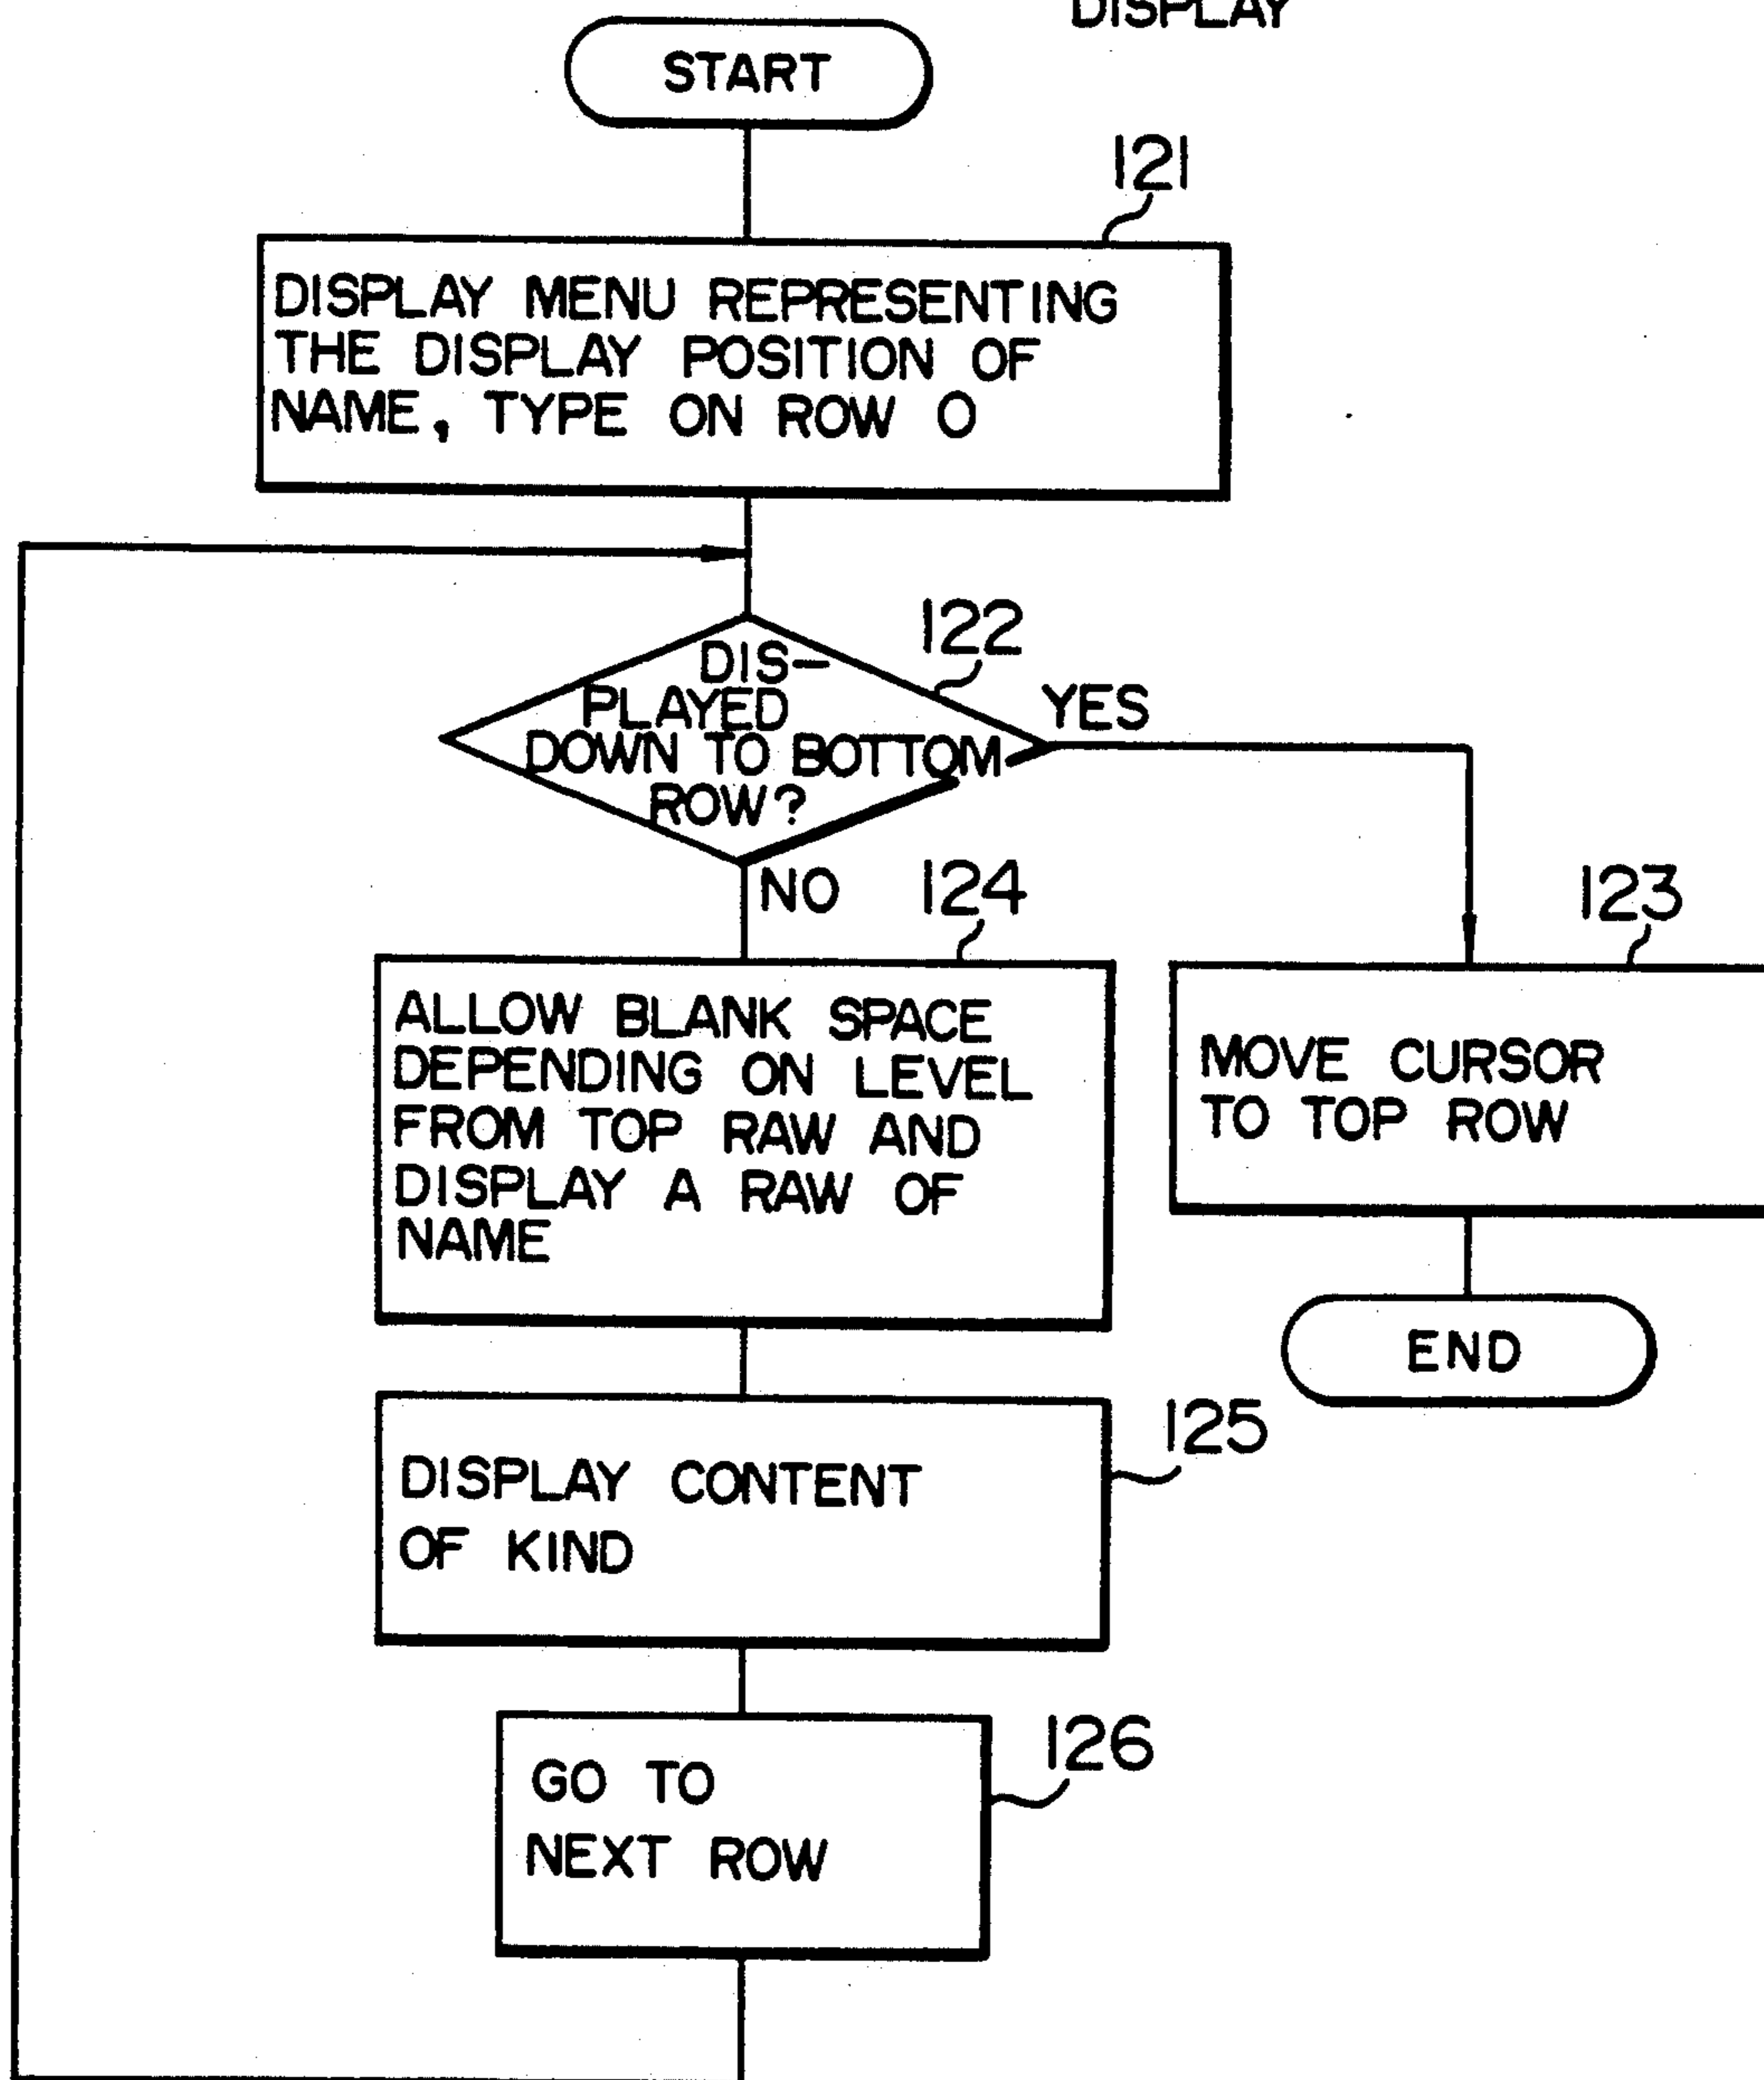 DISPLAY
START
121
DISPLAY MENU REPRESENTING
THE DISPLAY POSITION OF
NAME, TYPE ON ROW O
122
DIS-
PLAYED
DOWN TO BOTTOM
ROW?
YES
NO
124
ALLOW BLANK SPACE
DEPENDING ON LEVEL
FROM TOP RAW AND
DISPLAY A RAW OF
NAME
123
MOVE CURSOR
TO TOP ROW
END
125
DISPLAY CONTENT
OF KIND
126
GO TO
NEXT ROW